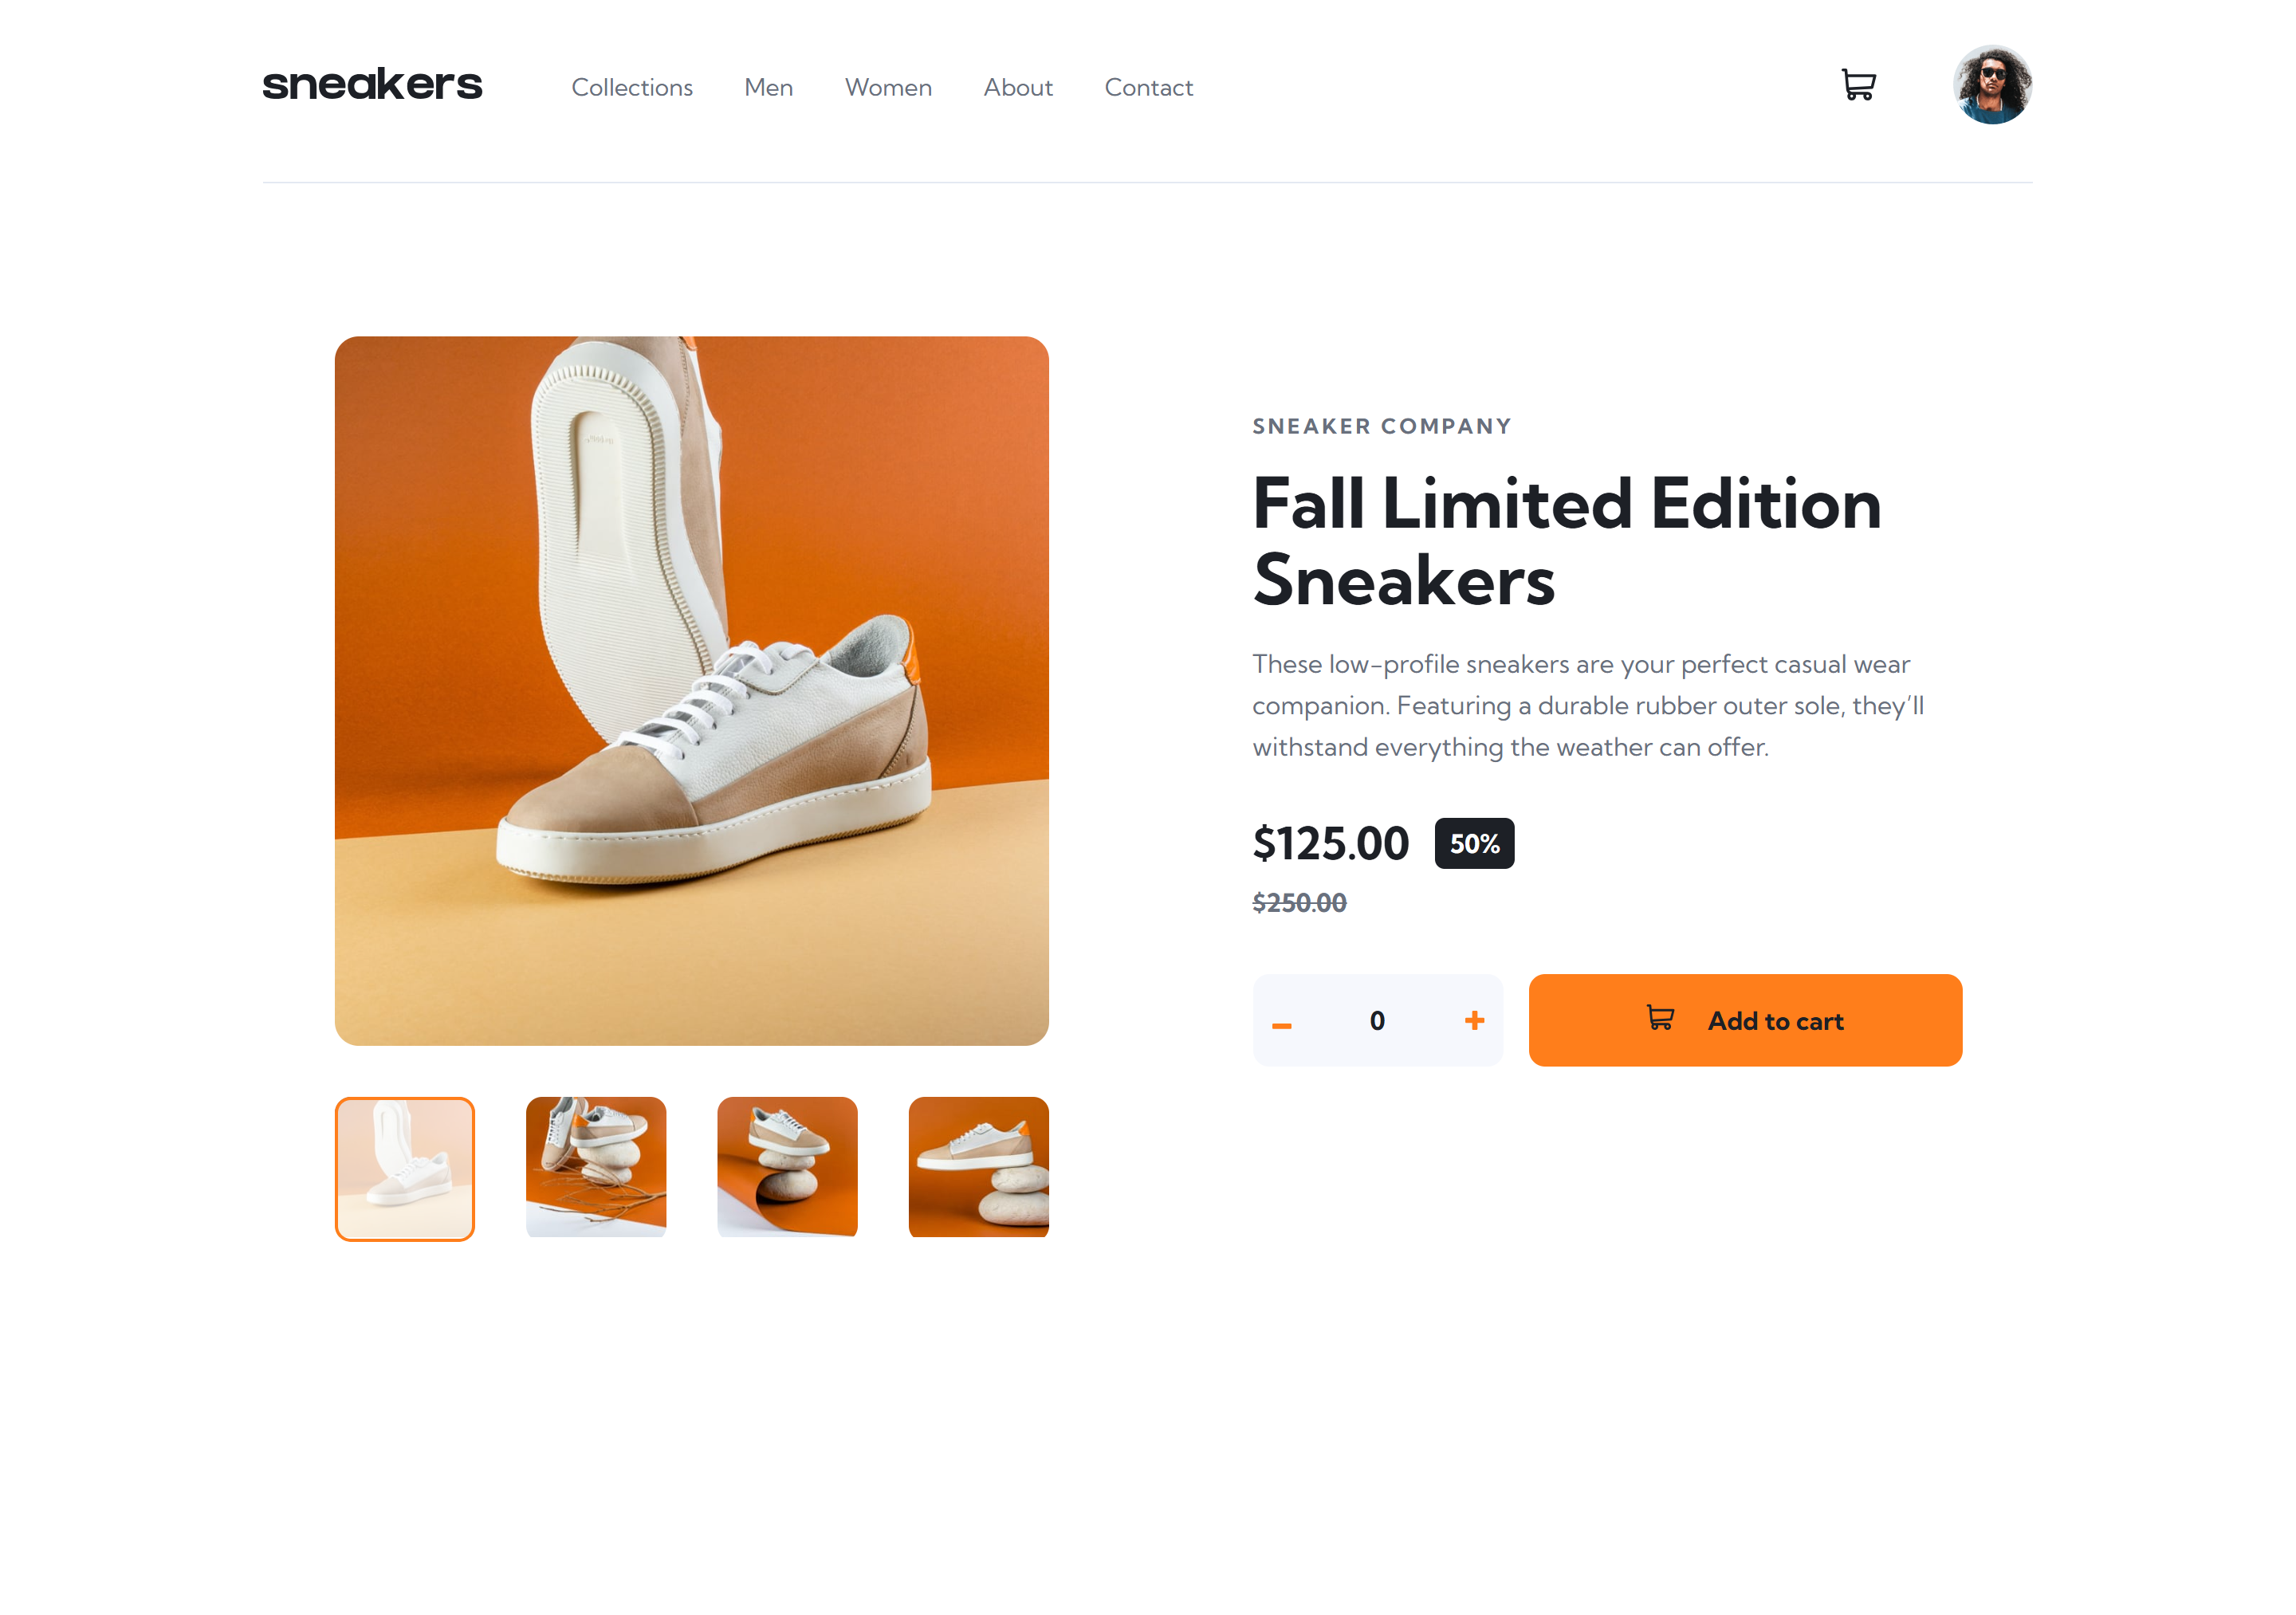 sneakers
Collections Men Women About Contact
SNEAKER COMPANY
Fall Limited Edition
Sneakers
These low-profile sneakers are your perfect casual wear
companion. Featuring a durable rubber outer sole, they’ll
withstand everything the weather can offer.
$125.00 50%
$250.00
– 0 + Add to cart